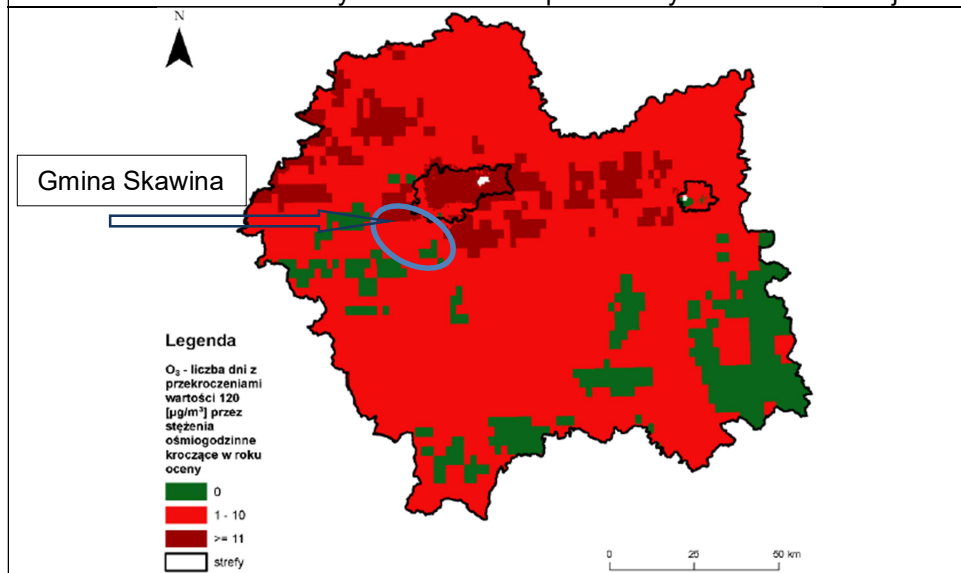 N
Gmina Skawina
Legenda
O₃ - liczba dni z
przekroczeniami
wartości 120
[µg/m³] przez
stężenia
ośmiogodzinne
kroczące w roku
oceny
0
1 - 10
>= 11
strefy
0 25 50 km